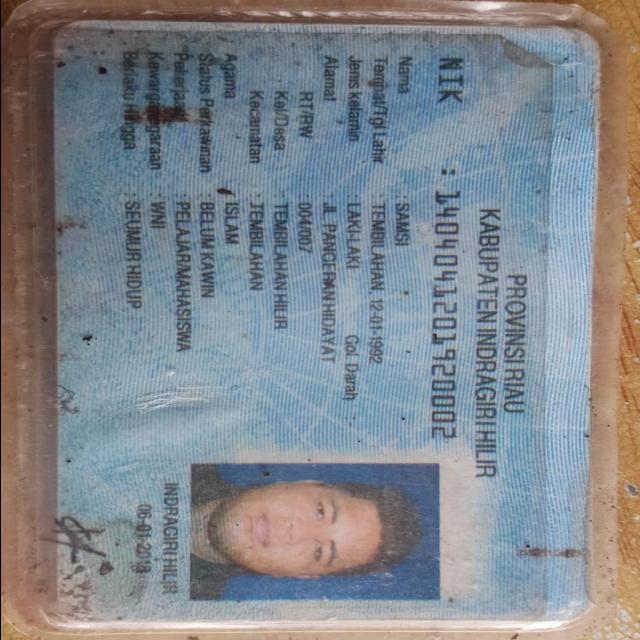 PROVINSI RIAU
KABUPATEN INDRAGIRI HILIR
NIK : 1404041201920002
Nama : SAMSI
Tempat/Tgl Lahir : TEMBILAHAN, 12-01-1992
Jenis kelamin : LAKI-LAKI Gol. Darah
Alamat : JL. PANGERAN HIDAYAT
RT/RW : 004/007
Kel/Desa : TEMBILAHAN HILIR
Kecamatan : TEMBILAHAN
Agama : ISLAM
Status Perkawinan : BELUM KAWIN
Pekerjaan : PELAJAR/MAHASISWA
Kewarganegaraan : WNI
Berlaku Hingga : SEUMUR HIDUP
INDRAGIRI HILIR
06-01-2018